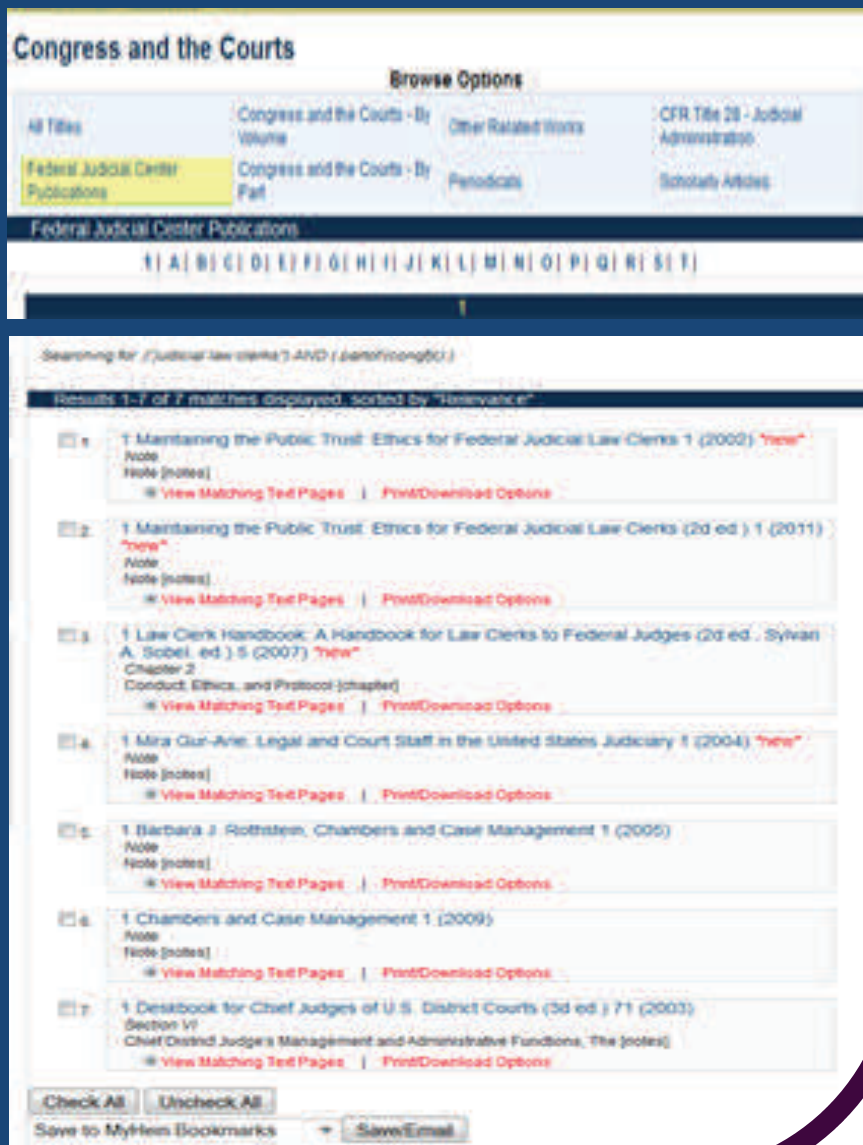 Congress and the Courts
Browse Options
All Titles
Congress and the Courts - By Volume
Other Related Works
CFR Title 28 - Judicial Administration
Federal Judicial Center Publications
Congress and the Courts - By Part
Periodicals
Scholarly Articles
Federal Judicial Center Publications
1| A| B| C| D| E| F| G| H| I| J| K| L| M| N| O| P| Q| R| S| T|
1
Searching for (("judicial law clerks") AND (
Results 1-7 of 7 matches displayed, sorted by "Relevance"
1. 1 Maintaining the Public Trust: Ethics for Federal Judicial Law Clerks 1 (2002) *new*
Note
Note [notes]
View Matching Text Pages | Print/Download Options
2. 1 Maintaining the Public Trust: Ethics for Federal Judicial Law Clerks (2d ed.) 1 (2011)
*new*
Note
Note [notes]
View Matching Text Pages | Print/Download Options
3. 1 Law Clerk Handbook: A Handbook for Law Clerks to Federal Judges (2d ed., Sylvan
A. Sobel, ed.) 5 (2007) *new*
Chapter 2
Conduct, Ethics, and Protocol [chapter]
View Matching Text Pages | Print/Download Options
4. 1 Mira Gur-Arie, Legal and Court Staff in the United States Judiciary 1 (2004) *new*
Note
Note [notes]
View Matching Text Pages | Print/Download Options
5. 1 Barbara J. Rothstein, Chambers and Case Management 1 (2005)
Note
Note [notes]
View Matching Text Pages | Print/Download Options
6. 1 Chambers and Case Management 1 (2009)
Note
Note [notes]
View Matching Text Pages | Print/Download Options
7. 1 Deskbook for Chief Judges of U.S. District Courts (3d ed.) 71 (2003)
Section VI
Chief District Judge's Management and Administrative Functions, The [notes]
View Matching Text Pages | Print/Download Options
Check All Uncheck All
Save to MyHein Bookmarks Save/Email